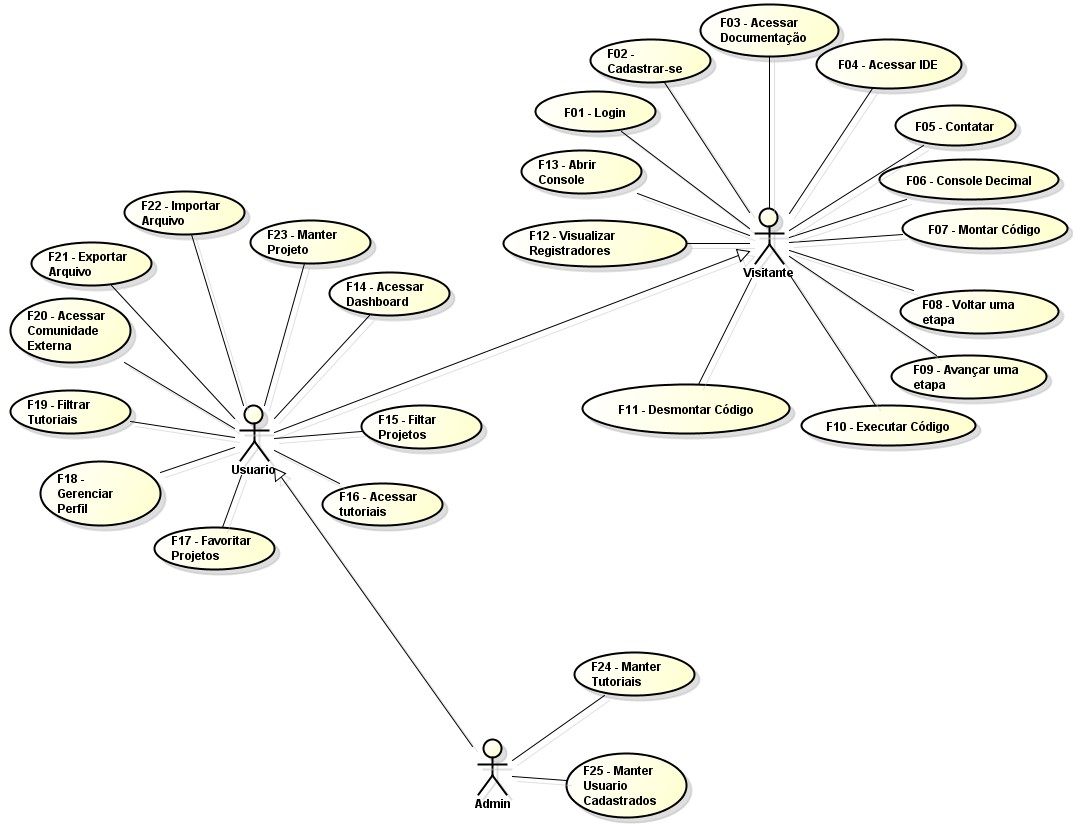 F03 - Acessar
Documentação
F02 -
Cadastrar-se
F04 - Acessar IDE
F01 - Login
F05 - Contatar
F13 - Abrir
Console
F06 - Console Decimal
F07 - Montar Código
F12 - Visualizar
Registradores
Visitante
F08 - Voltar uma
etapa
F09 - Avançar uma
etapa
F11 - Desmontar Código
F10 - Executar Código
F22 - Importar
Arquivo
F23 - Manter
Projeto
F21 - Exportar
Arquivo
F14 - Acessar
Dashboard
F20 - Acessar
Comunidade
Externa
F19 - Filtrar
Tutoriais
F15 - Filtar
Projetos
Usuario
F18 -
Gerenciar
Perfil
F16 - Acessar
tutoriais
F17 - Favoritar
Projetos
F24 - Manter
Tutoriais
F25 - Manter
Usuario
Cadastrados
Admin